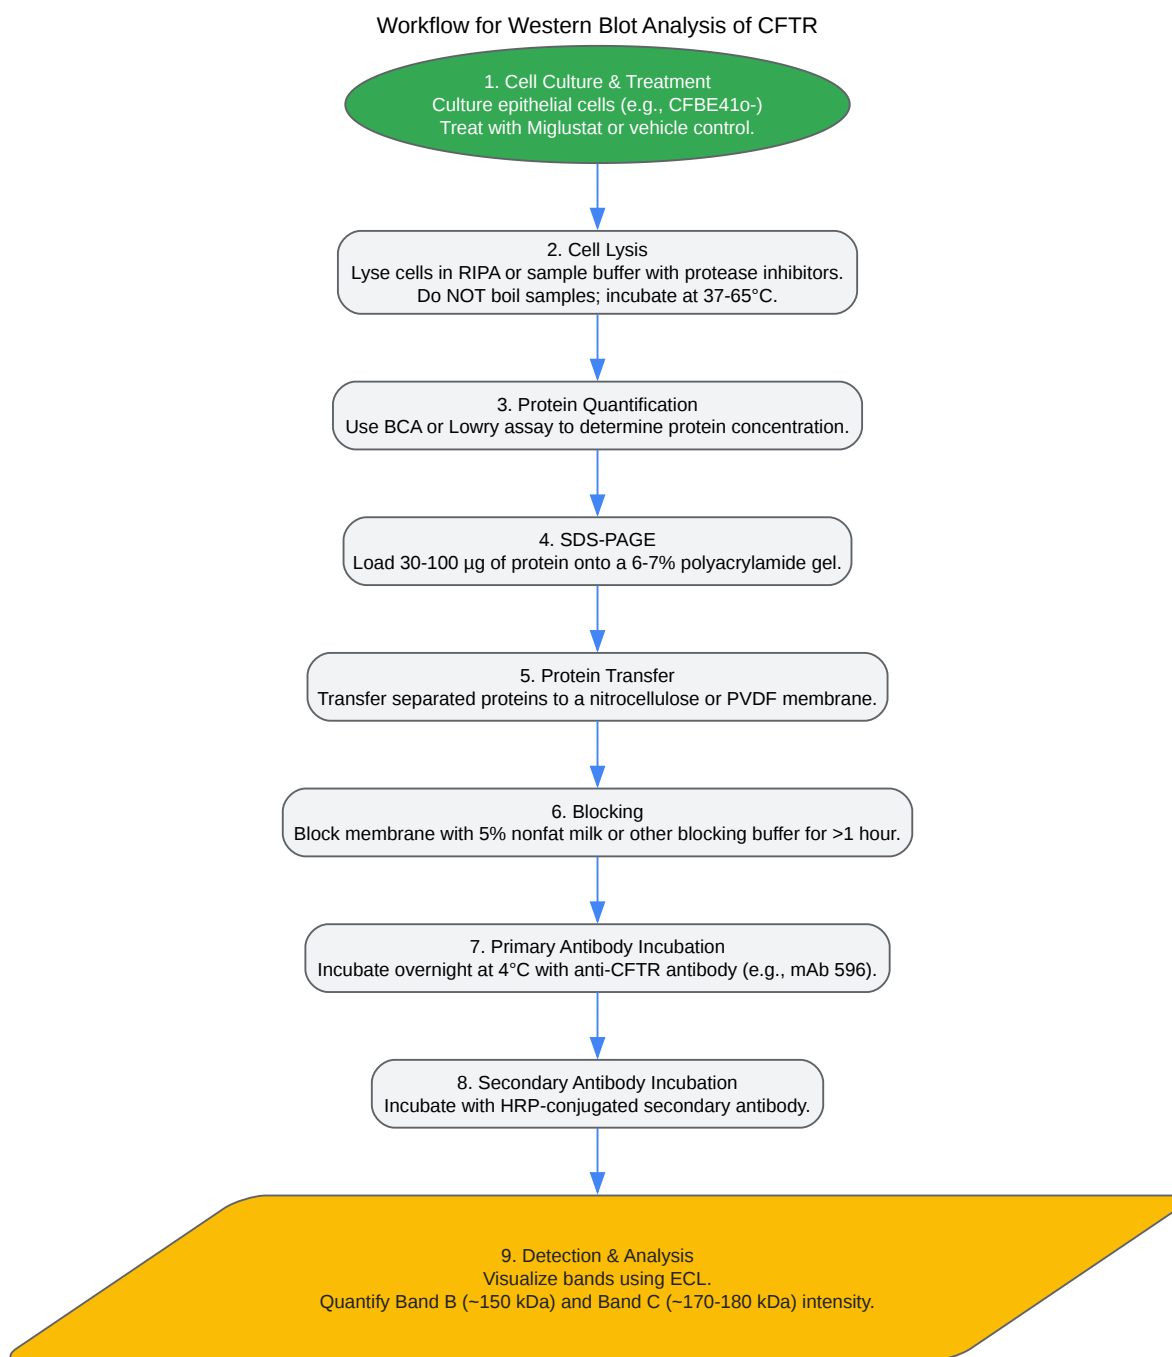 Workflow for Western Blot Analysis of CFTR
1. Cell Culture & Treatment
Culture epithelial cells (e.g., CFBE41o-)
Treat with Miglustat or vehicle control.
2. Cell Lysis
Lyse cells in RIPA or sample buffer with protease inhibitors.
Do NOT boil samples; incubate at 37-65°C.
3. Protein Quantification
Use BCA or Lowry assay to determine protein concentration.
4. SDS-PAGE
Load 30-100 µg of protein onto a 6-7% polyacrylamide gel.
5. Protein Transfer
Transfer separated proteins to a nitrocellulose or PVDF membrane.
6. Blocking
Block membrane with 5% nonfat milk or other blocking buffer for >1 hour.
7. Primary Antibody Incubation
Incubate overnight at 4°C with anti-CFTR antibody (e.g., mAb 596).
8. Secondary Antibody Incubation
Incubate with HRP-conjugated secondary antibody.
9. Detection & Analysis
Visualize bands using ECL.
Quantify Band B (~150 kDa) and Band C (~170-180 kDa) intensity.